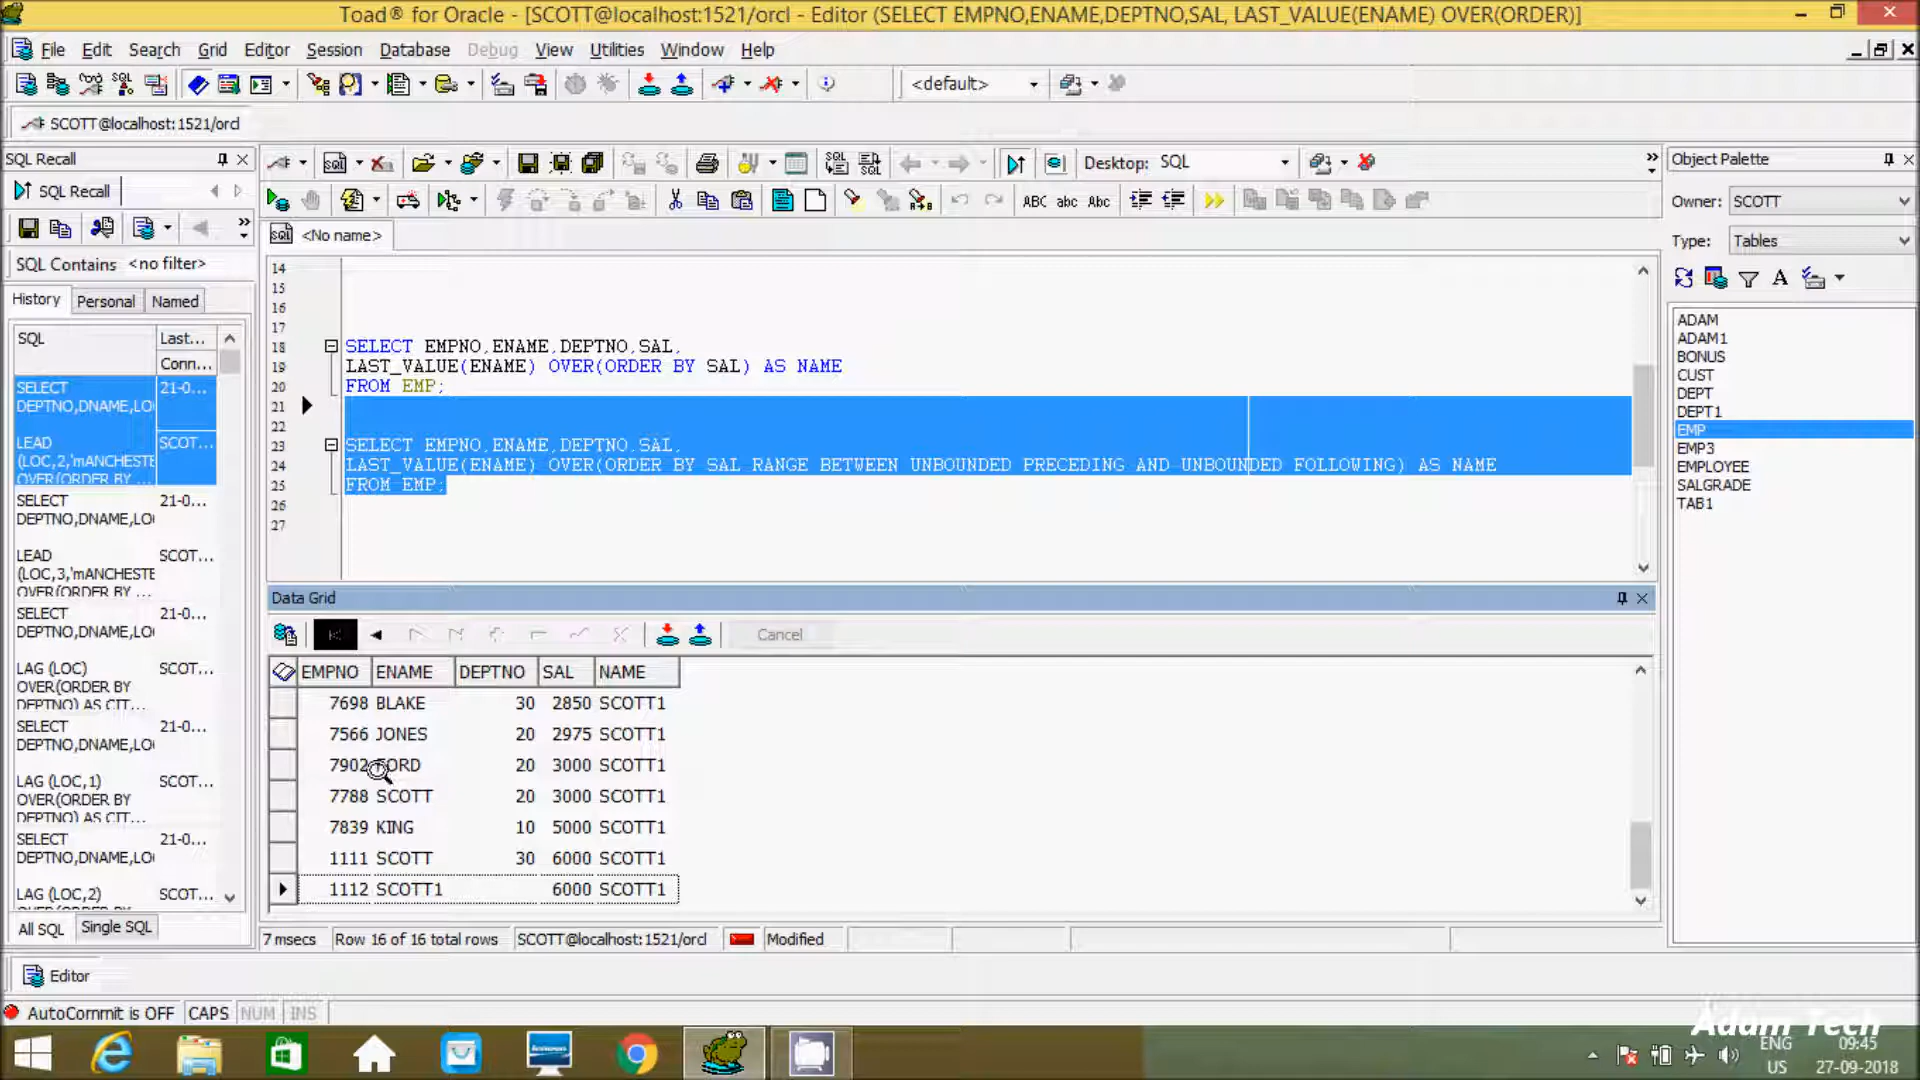 Toad® for Oracle - [SCOTT@localhost:1521/orcl - Editor (SELECT EMPNO,ENAME,DEPTNO,SAL, LAST_VALUE(ENAME) OVER(ORDER)]
File Edit Search Grid Editor Session Database Debug View Utilities Window Help
<default>
SCOTT@localhost:1521/orcl
SQL Recall
Desktop: SQL
Object Palette
SQL Recall
Owner: SCOTT
ABC abc Abc
<No name>
Type: Tables
SQL Contains <no filter>
History Personal Named
SQL Last...
Conn...
SELECT 21-0...
DEPTNO,DNAME,LO
LEAD SCOT...
(LOC,2,'mANCHESTE
OVER(ORDER BY ...
SELECT 21-0...
DEPTNO,DNAME,LO
LEAD SCOT...
(LOC,3,'mANCHESTE
OVER(ORDER BY ...
SELECT 21-0...
DEPTNO,DNAME,LO
LAG (LOC) SCOT...
OVER(ORDER BY
DEPTNO) AS CIT...
SELECT 21-0...
DEPTNO,DNAME,LO
LAG (LOC,1) SCOT...
OVER(ORDER BY
DEPTNO) AS CIT...
SELECT 21-0...
DEPTNO,DNAME,LO
LAG (LOC,2) SCOT...
All SQL Single SQL
14
15
16
17
18 SELECT EMPNO,ENAME,DEPTNO,SAL,
19 LAST_VALUE(ENAME) OVER(ORDER BY SAL) AS NAME
20 FROM EMP;
21
22
23 SELECT EMPNO,ENAME,DEPTNO,SAL,
24 LAST_VALUE(ENAME) OVER(ORDER BY SAL RANGE BETWEEN UNBOUNDED PRECEDING AND UNBOUNDED FOLLOWING) AS NAME
25 FROM EMP;
26
27
ADAM
ADAM1
BONUS
CUST
DEPT
DEPT1
EMP
EMP3
EMPLOYEE
SALGRADE
TAB1
Data Grid
Cancel
EMPNO ENAME DEPTNO SAL NAME
7698 BLAKE 30 2850 SCOTT1
7566 JONES 20 2975 SCOTT1
7902 FORD 20 3000 SCOTT1
7788 SCOTT 20 3000 SCOTT1
7839 KING 10 5000 SCOTT1
1111 SCOTT 30 6000 SCOTT1
1112 SCOTT1 6000 SCOTT1
7 msecs Row 16 of 16 total rows SCOTT@localhost:1521/orcl Modified
Editor
AutoCommit is OFF CAPS NUM INS
Adam Tech
ENG 09:45
US 27-09-2018